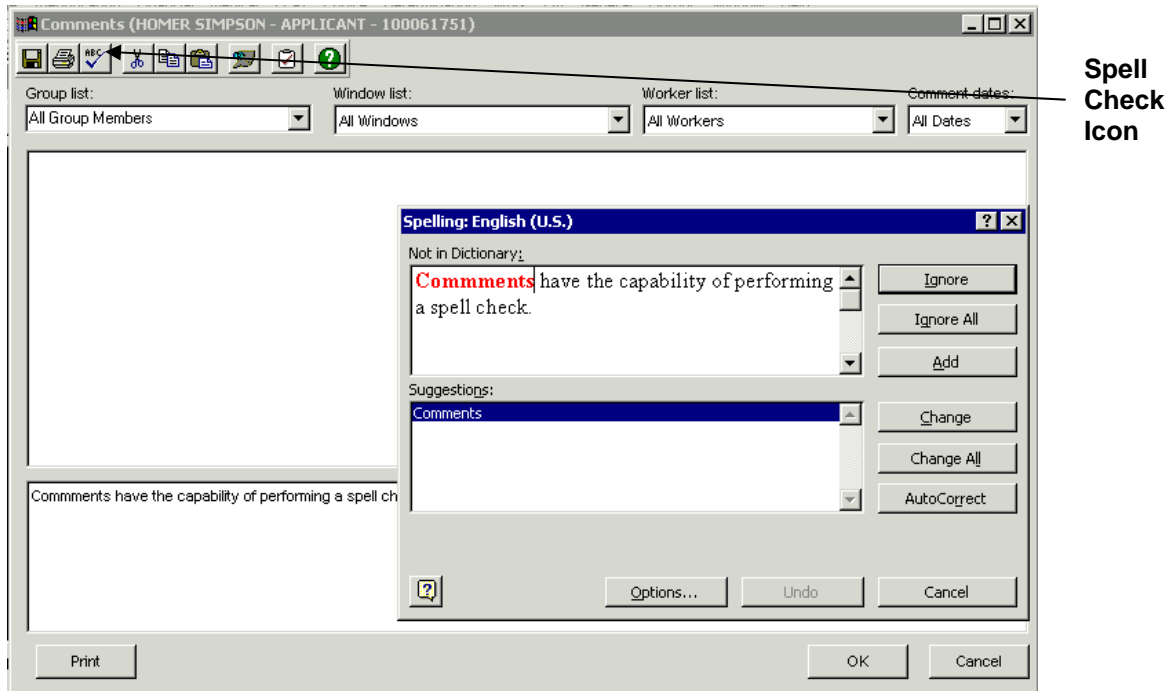 Comments (HOMER SIMPSON - APPLICANT - 100061751)
ABC
Spell
Check
Icon
Group list:
Window list:
Worker list:
Comment dates:
All Group Members
All Windows
All Workers
All Dates
Spelling: English (U.S.)
Not in Dictionary:
Commments have the capability of performing
a spell check.
Ignore
Ignore All
Add
Suggestions:
Comments
Change
Change All
AutoCorrect
Commments have the capability of performing a spell ch
Options...
Undo
Cancel
Print
OK
Cancel